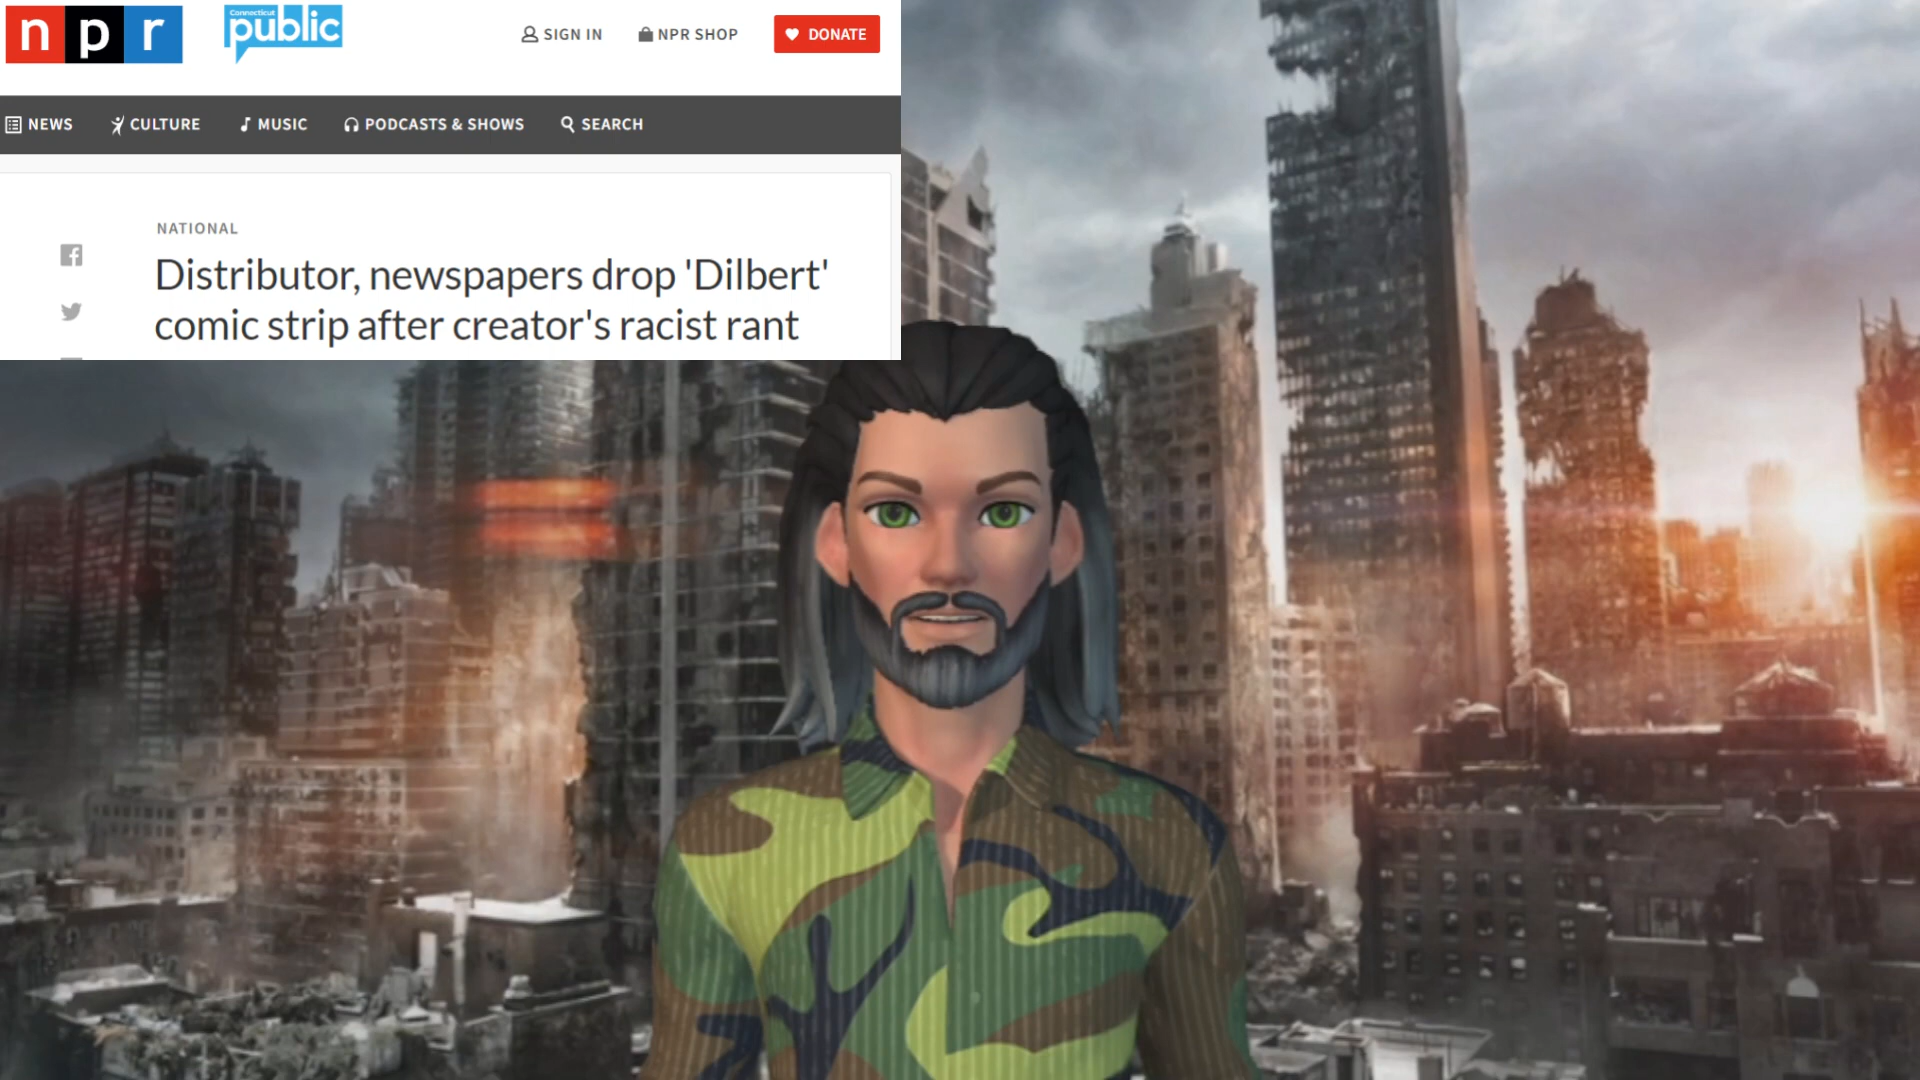 npr
Connecticut
public
SIGN IN
NPR SHOP
DONATE
NEWS
CULTURE
MUSIC
PODCASTS & SHOWS
SEARCH
NATIONAL
Distributor, newspapers drop 'Dilbert'
comic strip after creator's racist rant